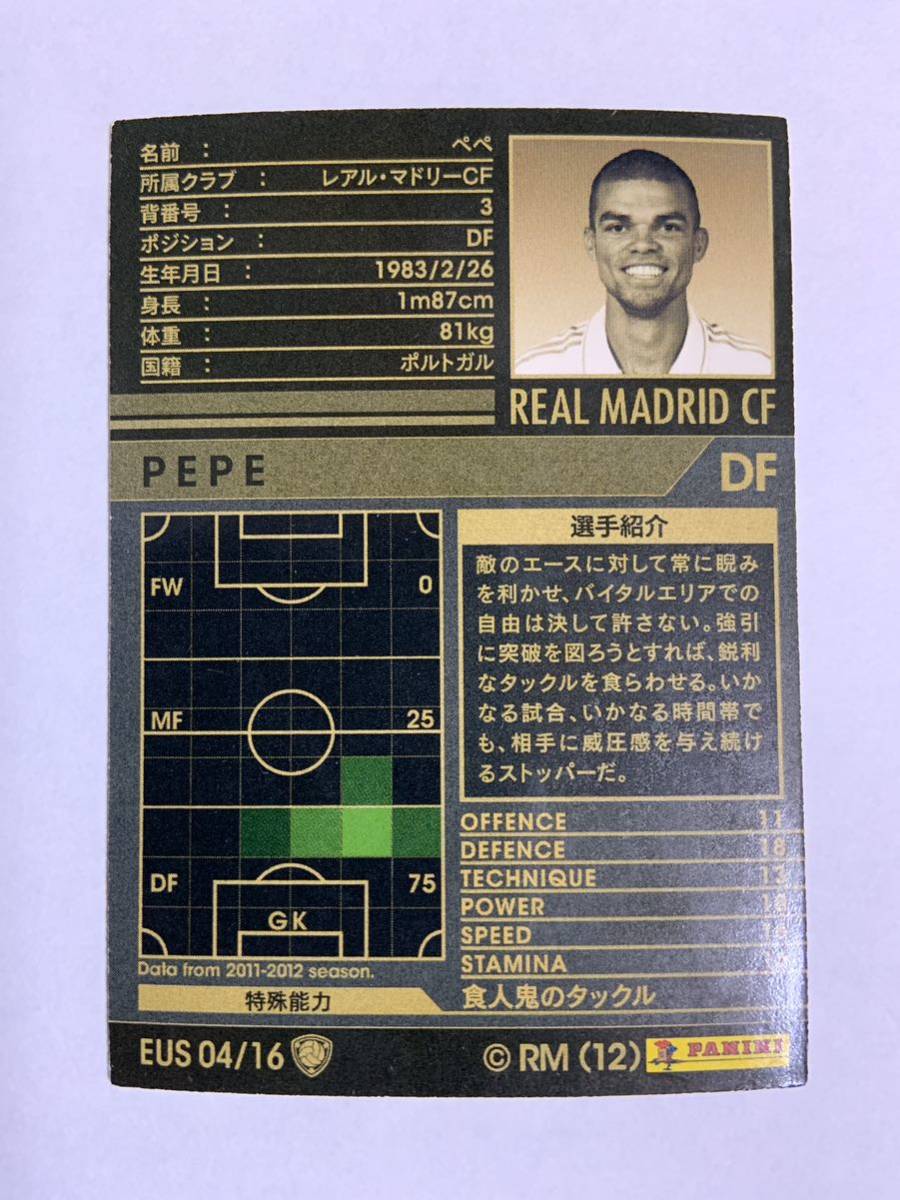 名前 : ペペ
所属クラブ : レアル・マドリーCF
背番号 : 3
ポジション : DF
生年月日 : 1983/2/26
身長 : 1m87cm
体重 : 81kg
国籍 : ポルトガル
REAL MADRID CF
PEPE
DF
FW 0
MF 25
DF 75
GK
Data from 2011-2012 season.
選手紹介
敵のエースに対して常に睨み
を利かせ、バイタルエリアでの
自由は決して許さない。強引
に突破を図ろうとすれば、鋭利
なタックルを食らわせる。いか
なる試合、いかなる時間帯で
も、相手に威圧感を与え続け
るストッパーだ。
OFFENCE 11
DEFENCE 18
TECHNIQUE 13
POWER
SPEED
STAMINA
特殊能力
食人鬼のタックル
EUS 04/16
© RM (12)
PANINI